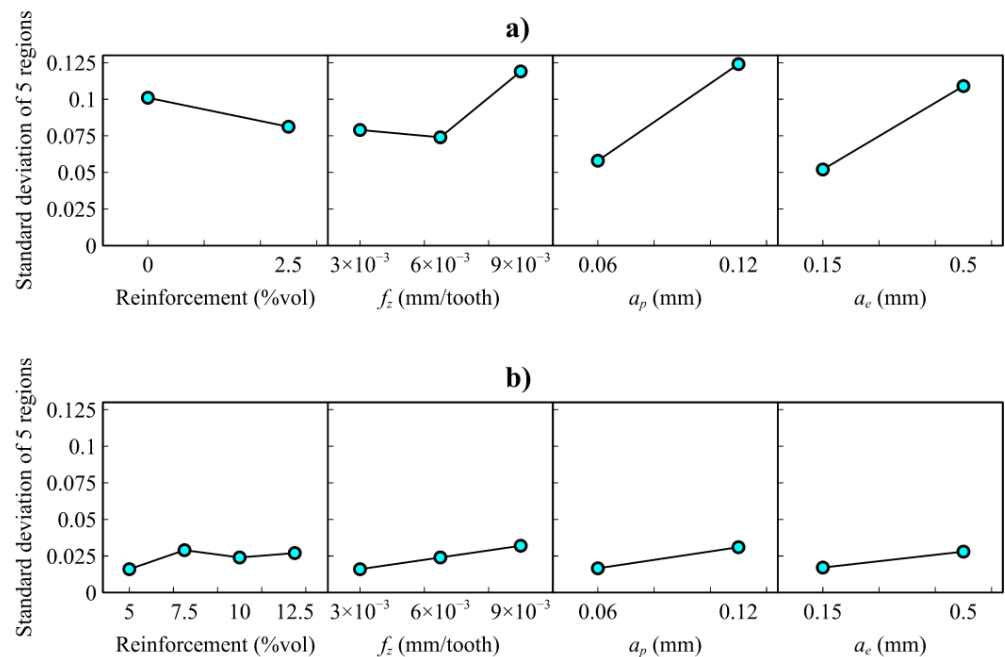 a)
Standard deviation of 5 regions
0.125
0.1
0.075
0.05
0.025
0
0 2.5 3×10⁻³ 6×10⁻³ 9×10⁻³ 0.06 0.12 0.15 0.5
Reinforcement (%vol) f_z (mm/tooth) a_p (mm) a_e (mm)
b)
Standard deviation of 5 regions
0.125
0.1
0.075
0.05
0.025
0
5 7.5 10 12.5 3×10⁻³ 6×10⁻³ 9×10⁻³ 0.06 0.12 0.15 0.5
Reinforcement (%vol) f_z (mm/tooth) a_p (mm) a_e (mm)